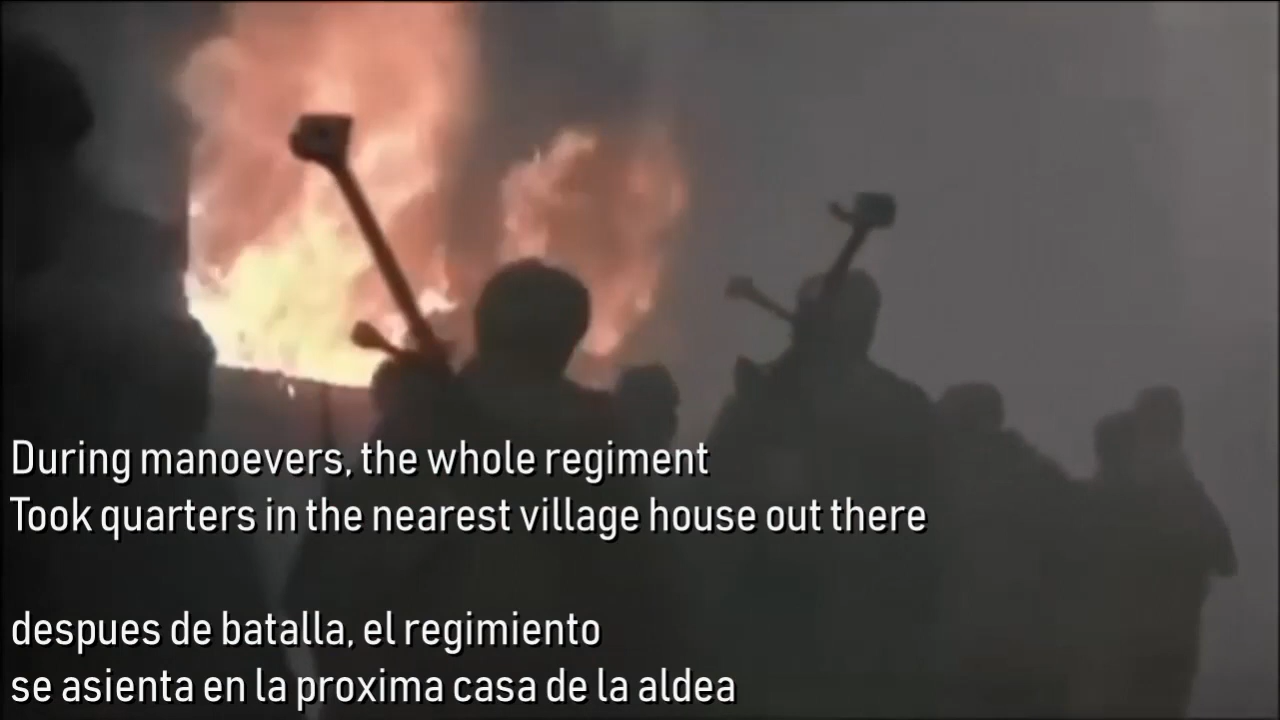 During manoevers, the whole regiment
Took quarters in the nearest village house out there
despues de batalla, el regimiento
se asienta en la proxima casa de la aldea